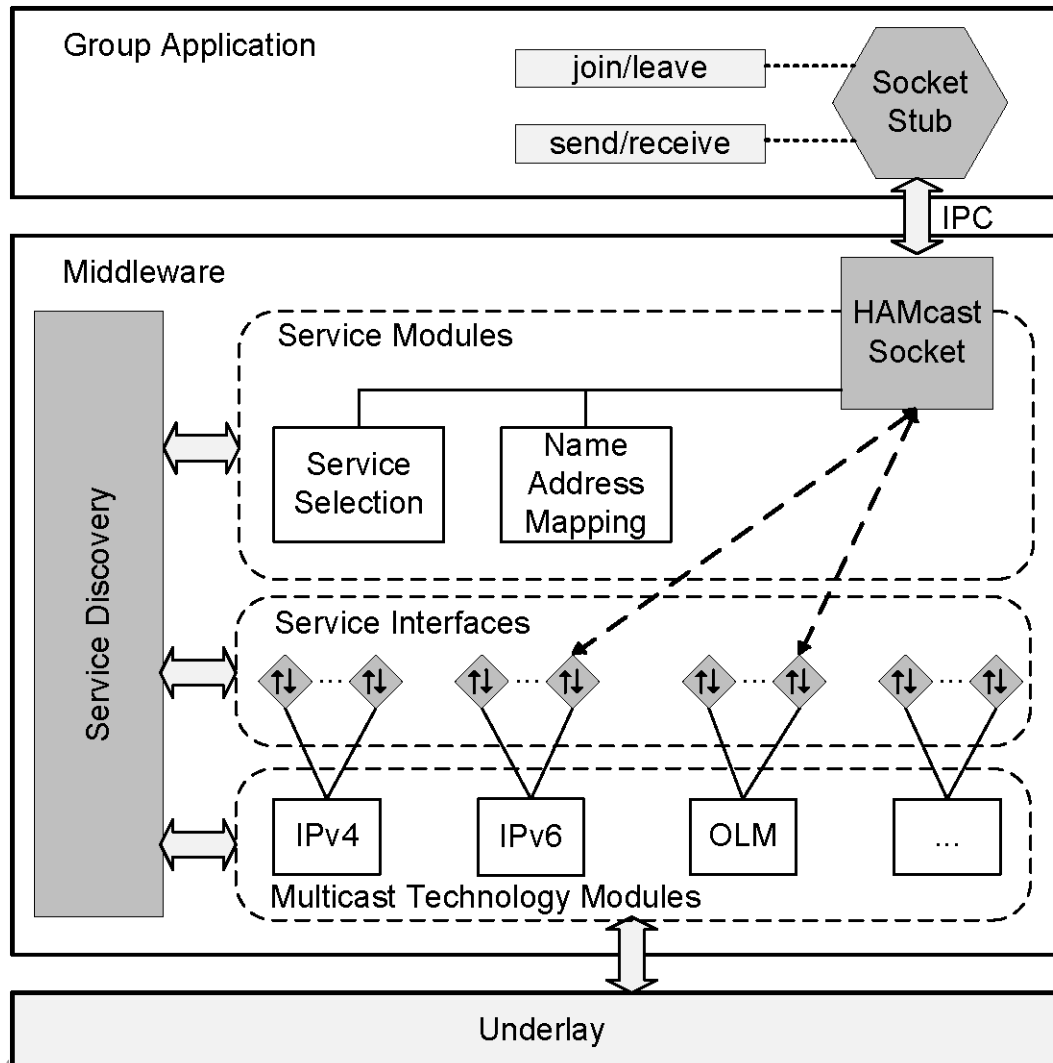 Group Application
join/leave
send/receive
Socket
Stub
IPC
Middleware
HAMcast
Socket
Service Modules
Service
Selection
Name
Address
Mapping
Service Discovery
Service Interfaces
...
...
...
...
IPv4
IPv6
OLM
...
Multicast Technology Modules
Underlay